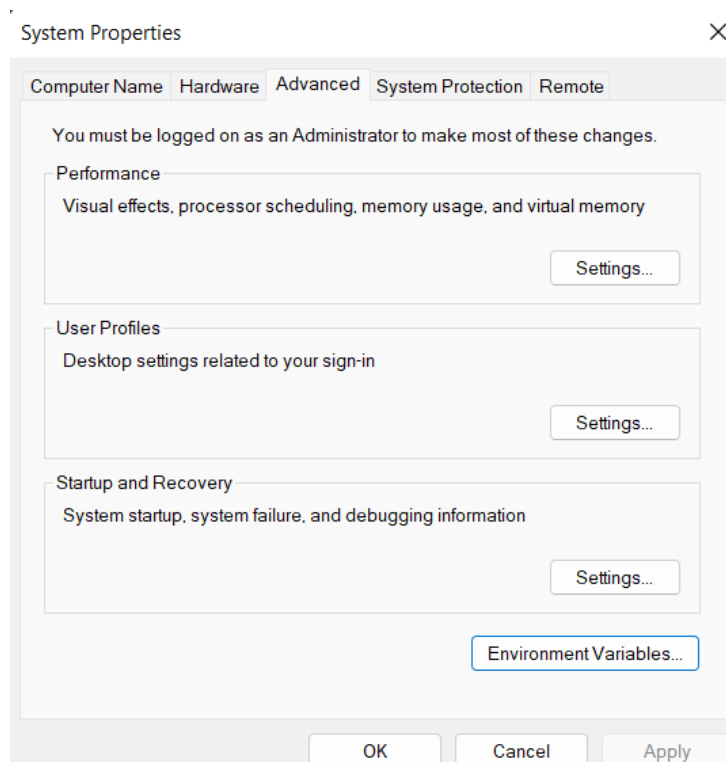 System Properties
Computer Name Hardware Advanced System Protection Remote
You must be logged on as an Administrator to make most of these changes.
Performance
Visual effects, processor scheduling, memory usage, and virtual memory
Settings...
User Profiles
Desktop settings related to your sign-in
Settings...
Startup and Recovery
System startup, system failure, and debugging information
Settings...
Environment Variables...
OK Cancel Apply